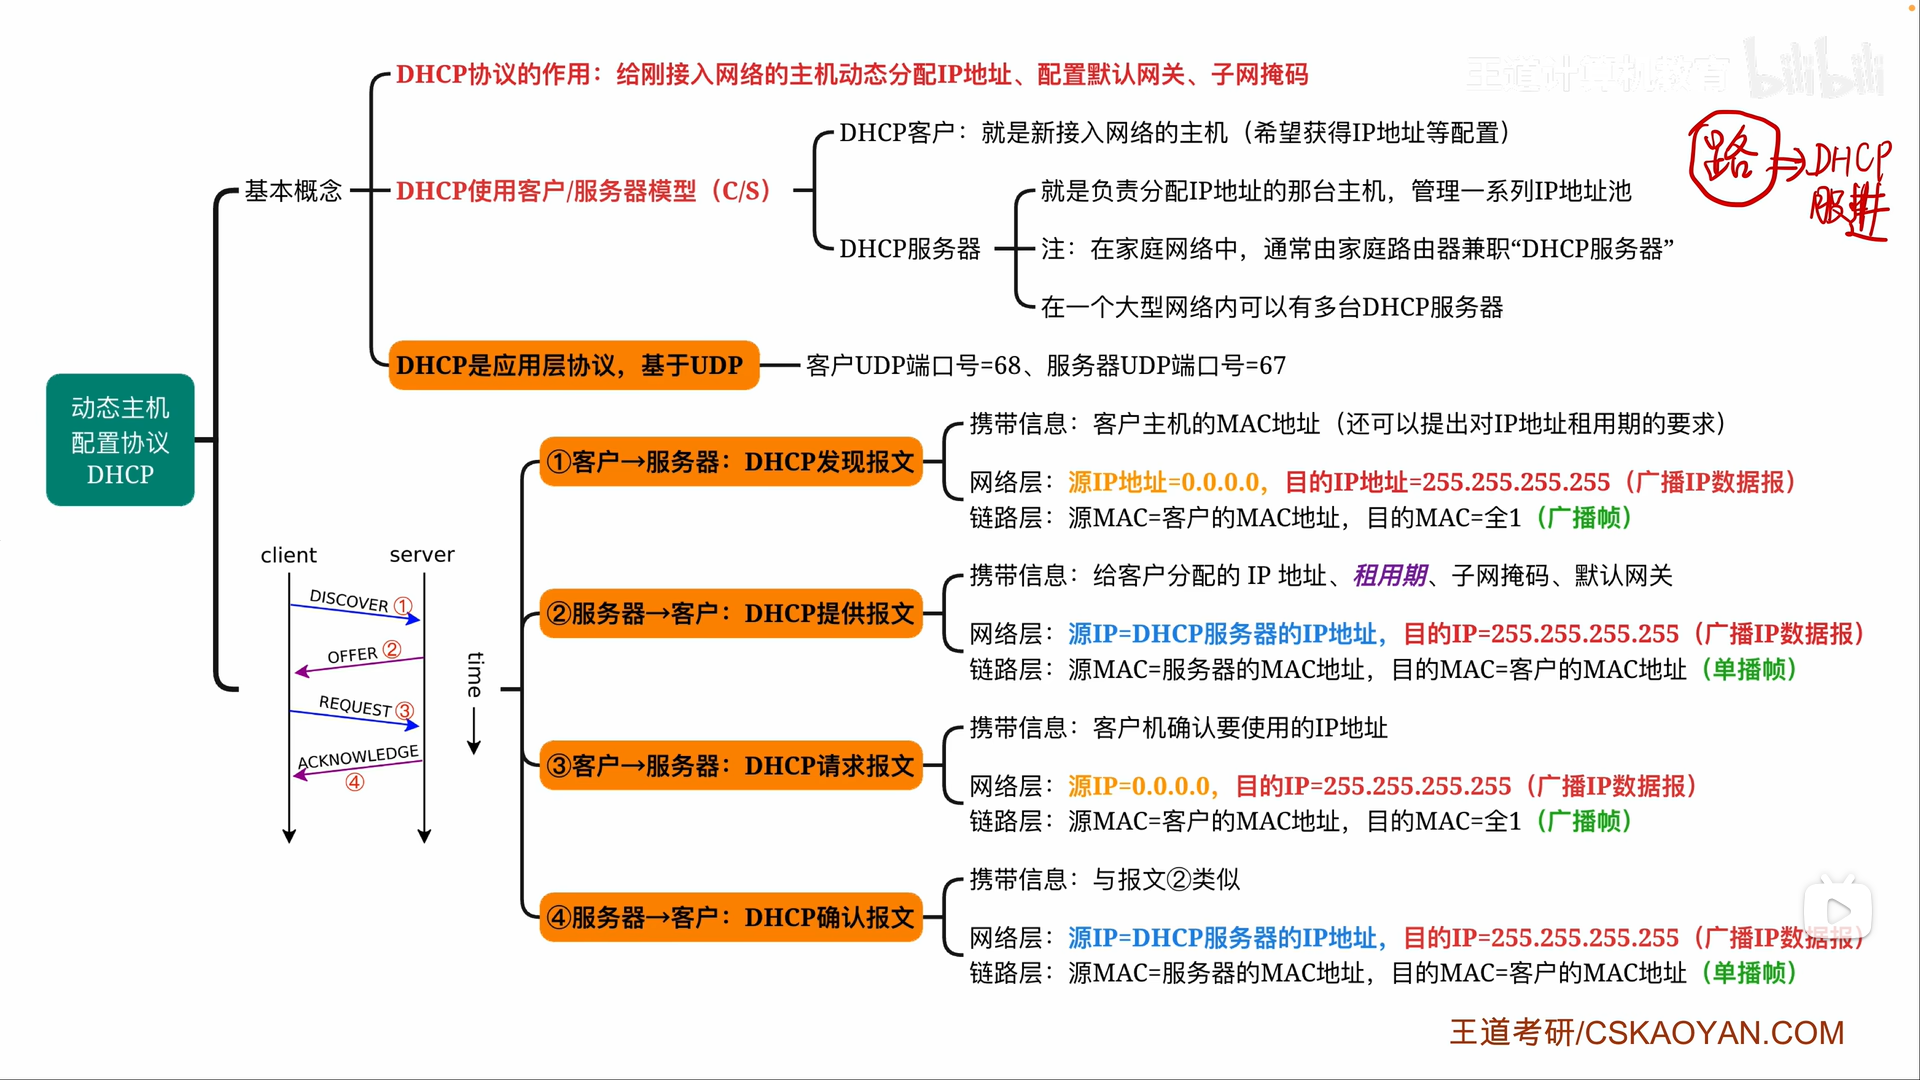 王道计算机教育 bilibili
DHCP协议的作用：给刚接入网络的主机动态分配IP地址、配置默认网关、子网掩码
DHCP客户：就是新接入网络的主机（希望获得IP地址等配置）
路 DHCP
服
基本概念
DHCP使用客户/服务器模型（C/S）
就是负责分配IP地址的那台主机，管理一系列IP地址池
DHCP服务器
注：在家庭网络中，通常由家庭路由器兼职“DHCP服务器”
在一个大型网络内可以有多台DHCP服务器
DHCP是应用层协议，基于UDP
客户UDP端口号=68、服务器UDP端口号=67
动态主机
配置协议
DHCP
①客户→服务器：DHCP发现报文
携带信息：客户主机的MAC地址（还可以提出对IP地址租用期的要求）
网络层：源IP地址=0.0.0.0，目的IP地址=255.255.255.255（广播IP数据报）
链路层：源MAC=客户的MAC地址，目的MAC=全1（广播帧）
②服务器→客户：DHCP提供报文
携带信息：给客户分配的 IP 地址、租用期、子网掩码、默认网关
网络层：源IP=DHCP服务器的IP地址，目的IP=255.255.255.255（广播IP数据报）
链路层：源MAC=服务器的MAC地址，目的MAC=客户的MAC地址（单播帧）
③客户→服务器：DHCP请求报文
携带信息：客户机确认要使用的IP地址
网络层：源IP=0.0.0.0，目的IP=255.255.255.255（广播IP数据报）
链路层：源MAC=客户的MAC地址，目的MAC=全1（广播帧）
④服务器→客户：DHCP确认报文
携带信息：与报文②类似
网络层：源IP=DHCP服务器的IP地址，目的IP=255.255.255.255（广播IP数据报）
链路层：源MAC=服务器的MAC地址，目的MAC=客户的MAC地址（单播帧）
client
server
DISCOVER ①
OFFER ②
REQUEST ③
ACKNOWLEDGE
④
time
王道考研/CSKAOYAN.COM